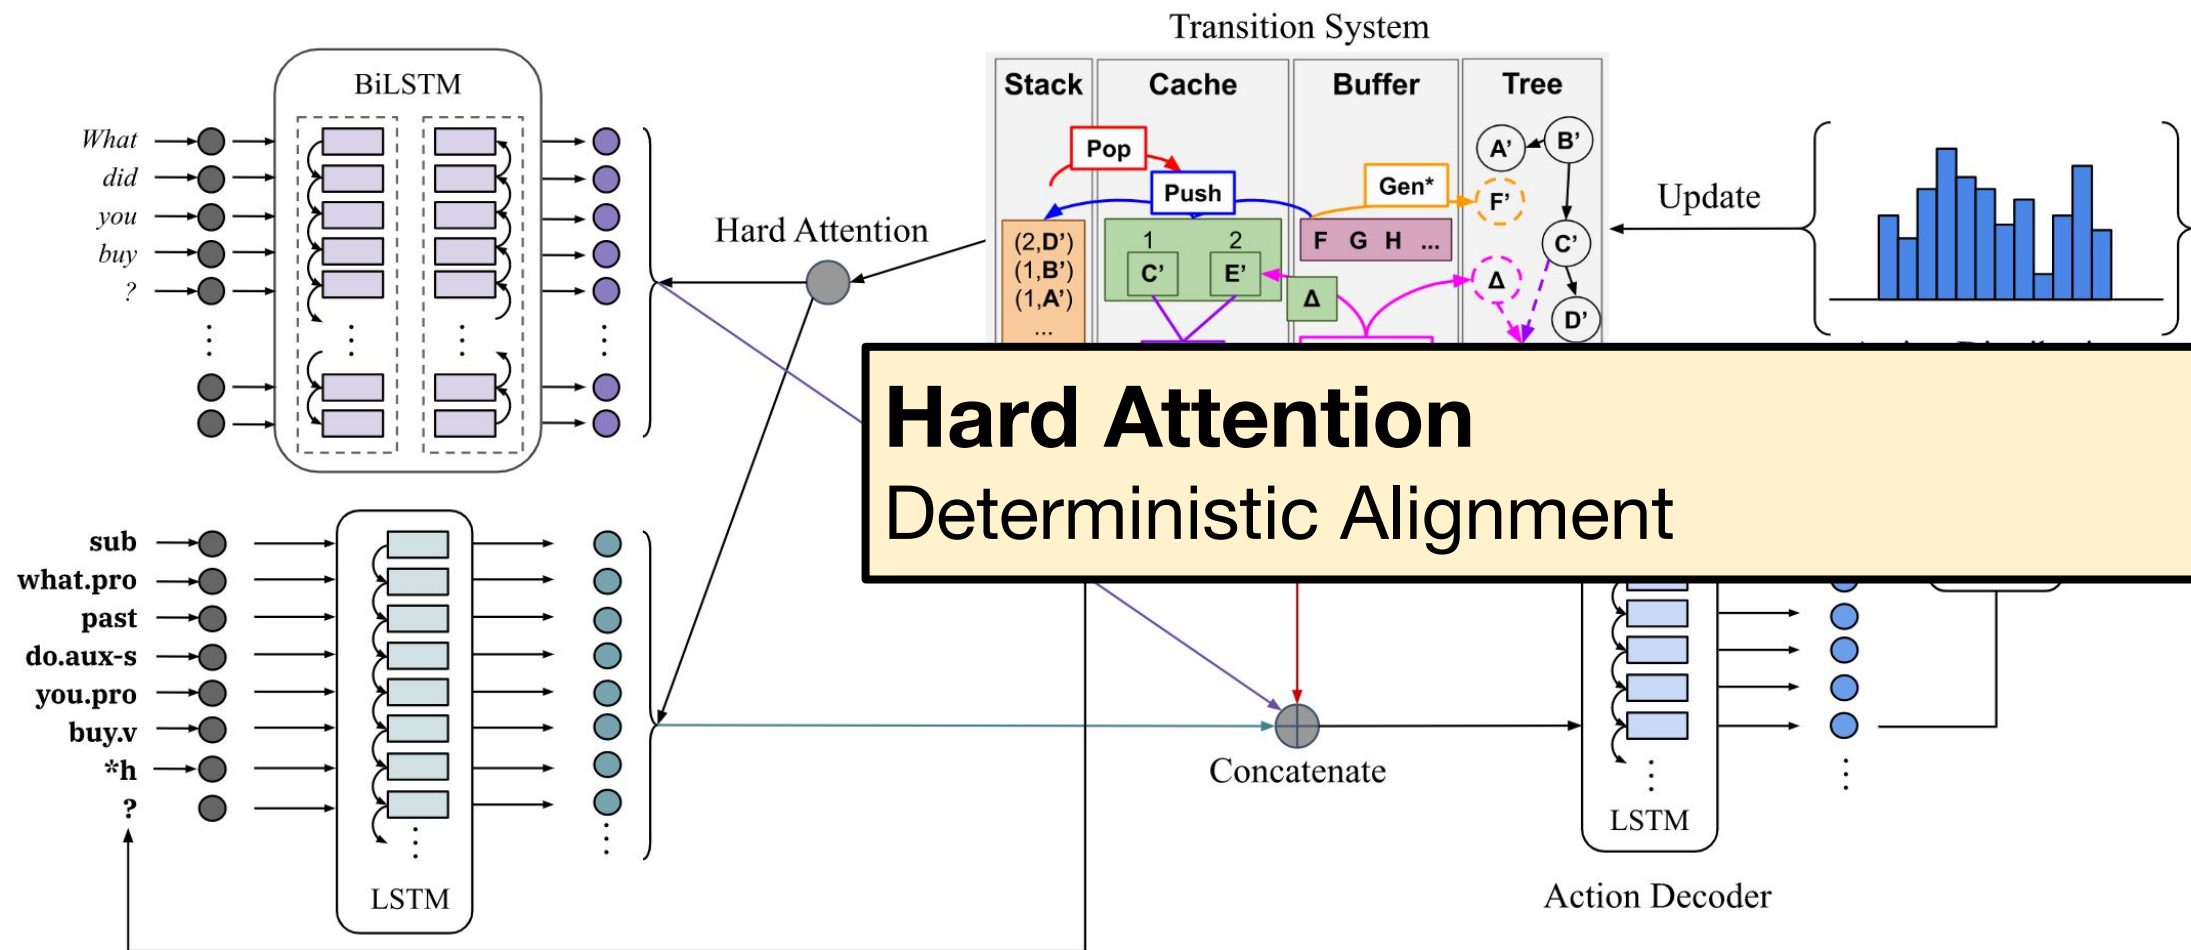 Transition System
BiLSTM
What
did
you
buy
?
Hard Attention
Stack
Cache
Buffer
Tree
Pop
Push
Gen*
(2,D’)
(1,B’)
(1,A’)
...
1
2
C’
E’
F G H ...
Δ
A’
B’
F’
C’
Δ
D’
Update
Hard Attention
Deterministic Alignment
sub
what.pro
past
do.aux-s
you.pro
buy.v
*h
?
LSTM
Concatenate
LSTM
Action Decoder